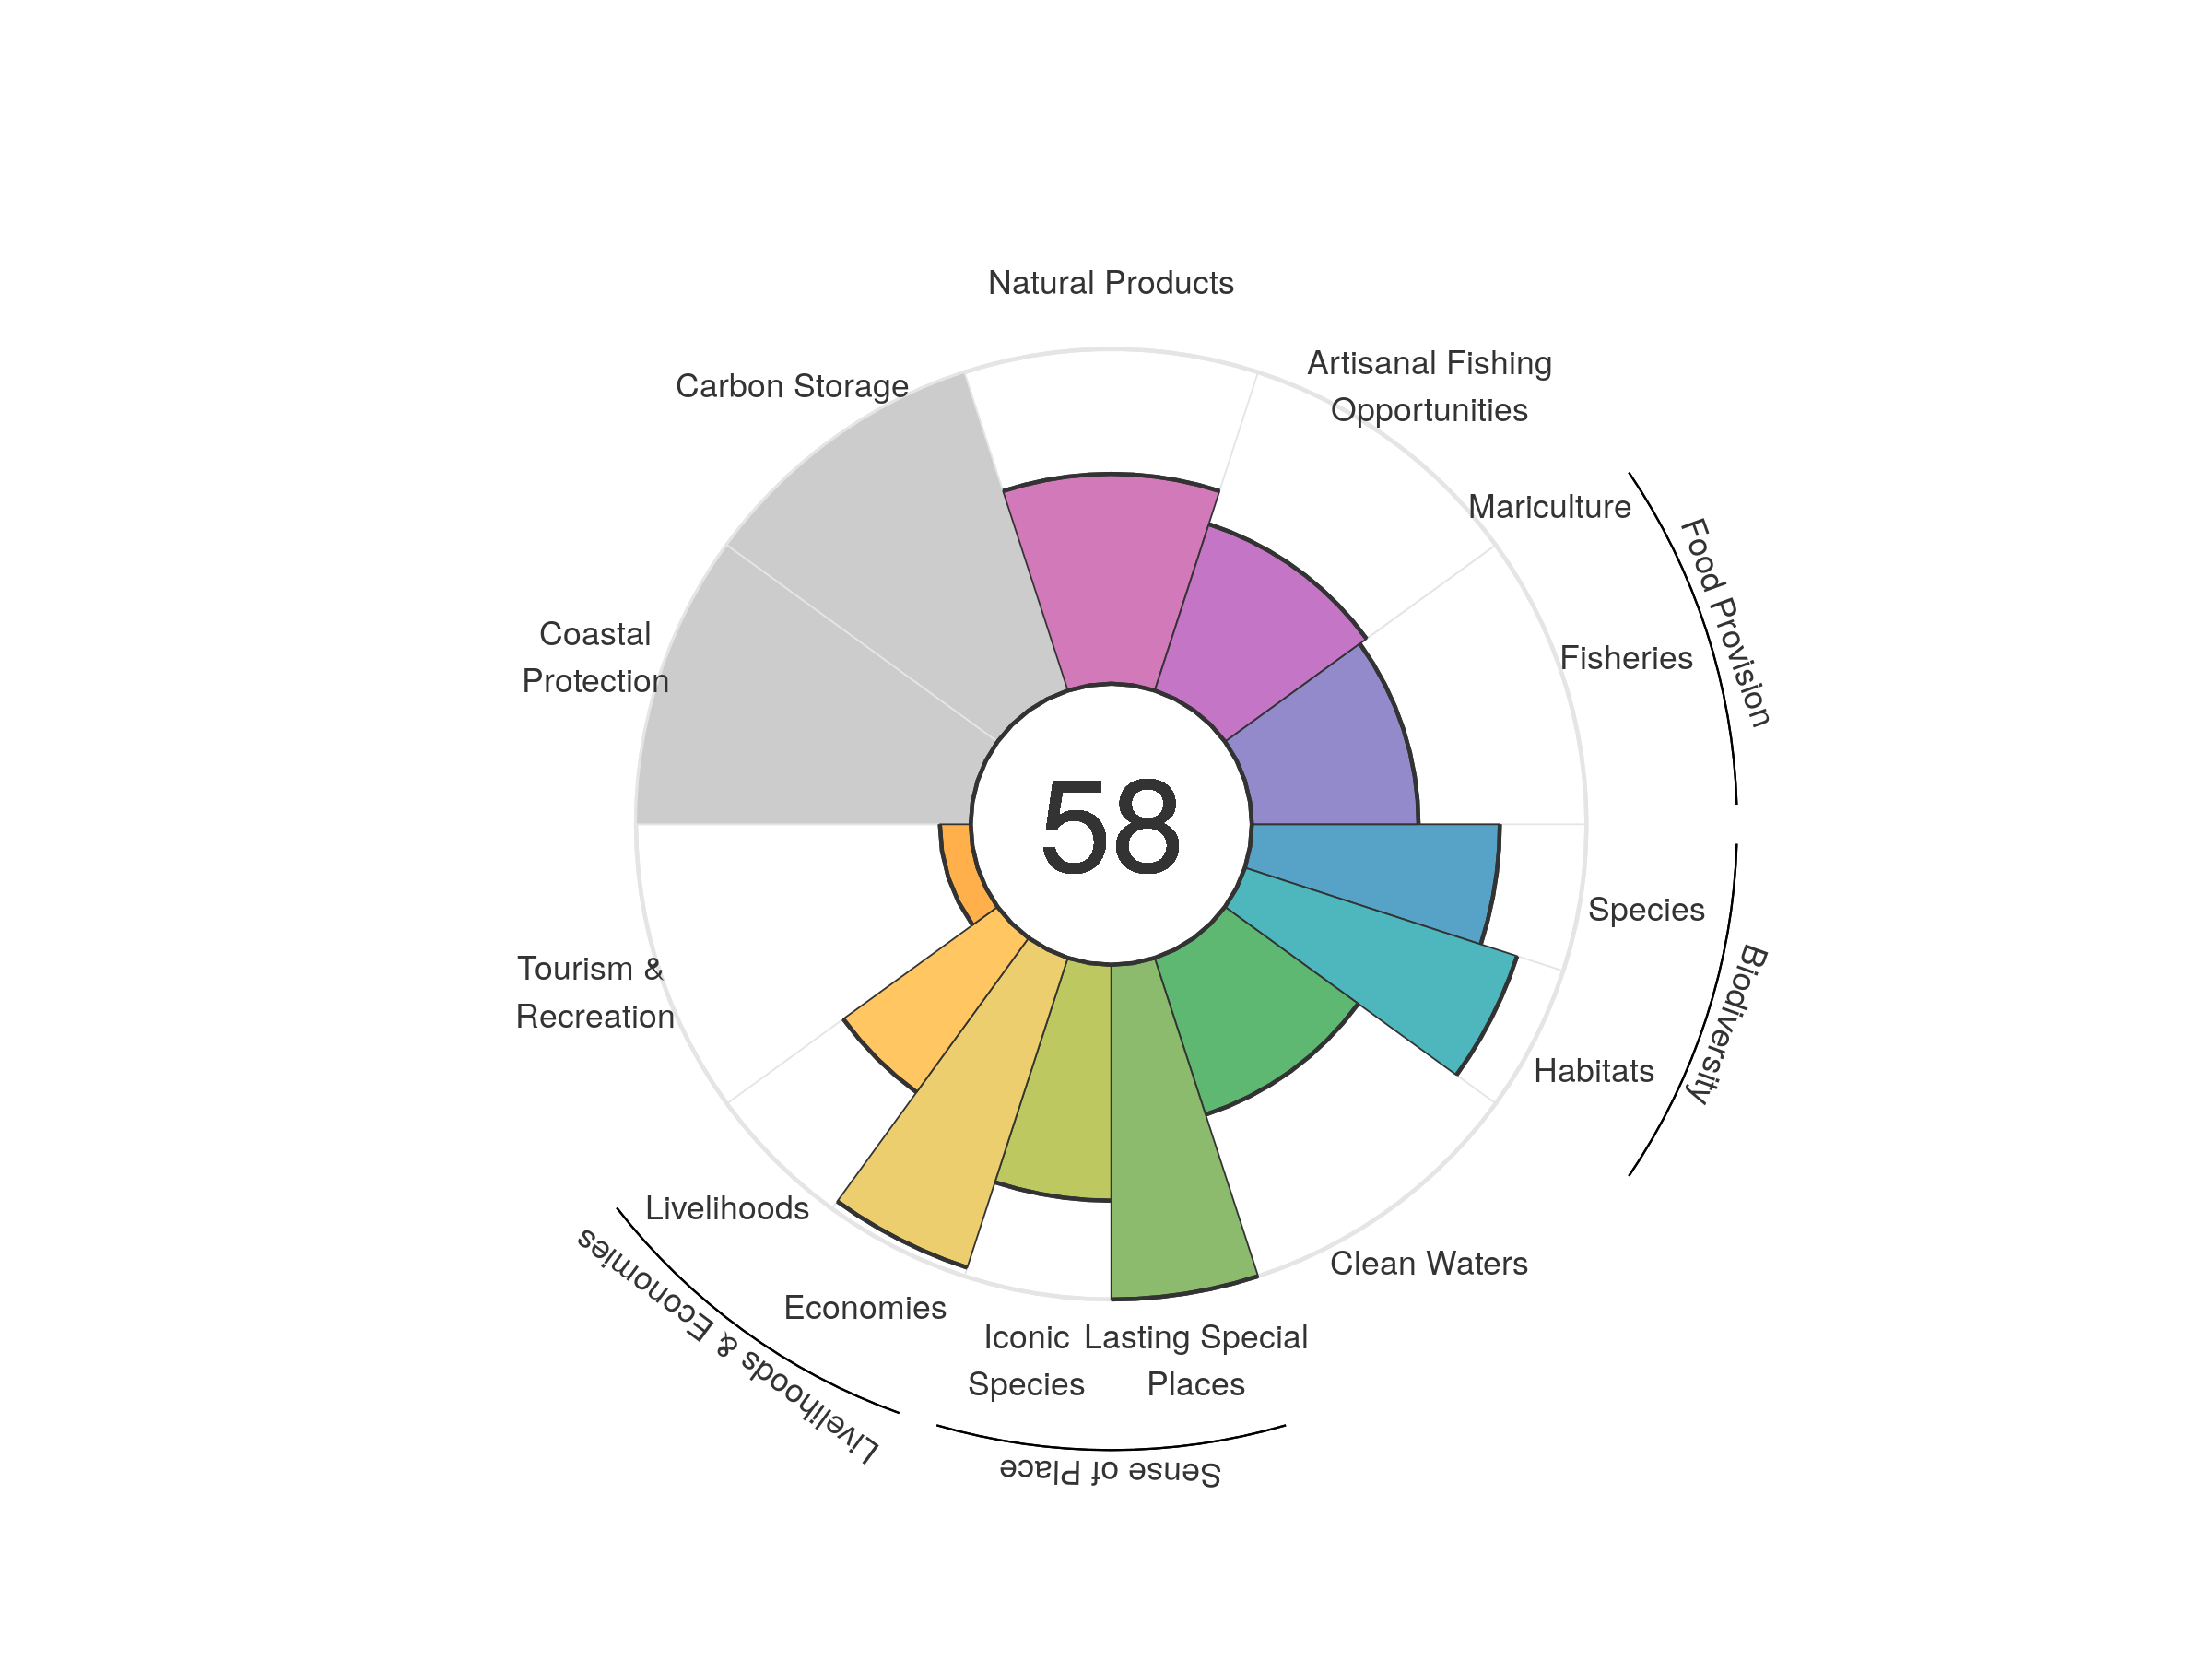 Natural Products
Artisanal Fishing
Opportunities
Carbon Storage
Mariculture
Food Provision
Coastal
Protection
Fisheries
58
Species
Tourism &
Recreation
Biodiversity
Habitats
Livelihoods
Clean Waters
Economies
Livelihoods & Economies
Iconic
Species
Lasting Special
Places
Sense of Place